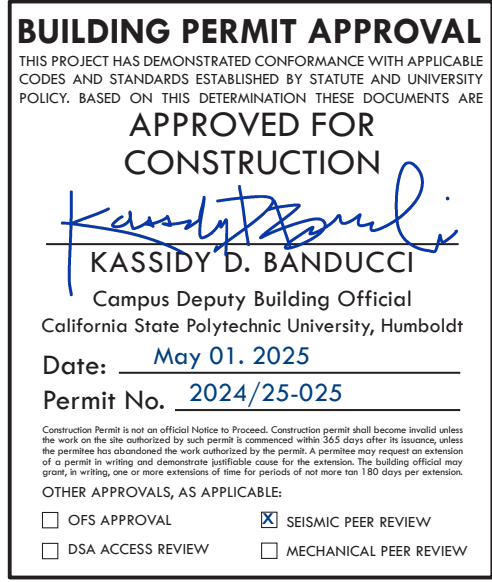 BUILDING PERMIT APPROVAL
THIS PROJECT HAS DEMONSTRATED CONFORMANCE WITH APPLICABLE
CODES AND STANDARDS ESTABLISHED BY STATUTE AND UNIVERSITY
POLICY. BASED ON THIS DETERMINATION THESE DOCUMENTS ARE
APPROVED FOR
CONSTRUCTION
KASSIDY D. BANDUCCI
Campus Deputy Building Official
California State Polytechnic University, Humboldt
Date: May 01. 2025
Permit No. 2024/25-025
Construction Permit is not an official Notice to Proceed. Construction permit shall become invalid unless
the work on the site authorized by such permit is commenced within 365 days after its issuance, unless
the permitee has abandoned the work authorized by the permit. A permitee may request an extension
of a permit in writing and demonstrate justifiable cause for the extension. The building official may
grant, in writing, one or more extensions of time for periods of not more tan 180 days per extension.
OTHER APPROVALS, AS APPLICABLE:
OFS APPROVAL
X SEISMIC PEER REVIEW
DSA ACCESS REVIEW
MECHANICAL PEER REVIEW